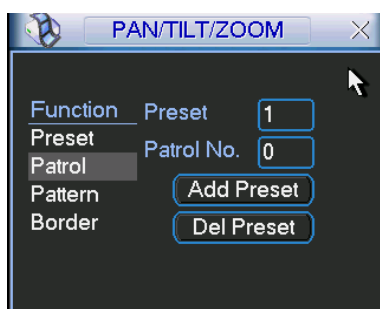 PAN/TILT/ZOOM
Function
Preset
Patrol
Pattern
Border
Preset 1
Patrol No. 0
Add Preset
Del Preset